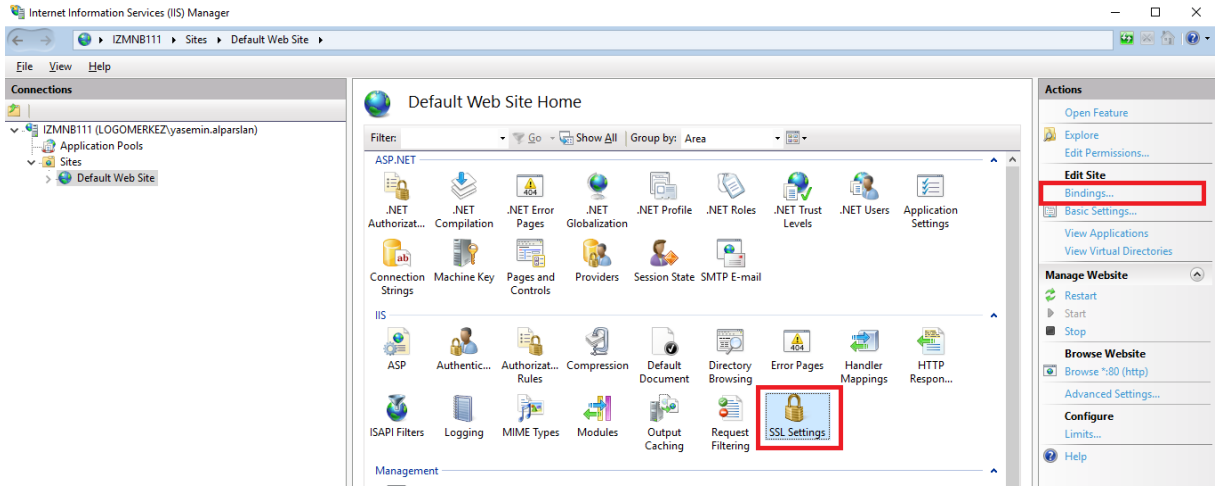 Internet Information Services (IIS) Manager
IZMNB111 Sites Default Web Site
File View Help
Connections
IZMNB111 (LOGOMERKEZ\yasemin.alparslan)
Application Pools
Sites
Default Web Site
Default Web Site Home
Filter: Go Show All Group by: Area
ASP.NET
.NET Authorizat...
.NET Compilation
.NET Error Pages
.NET Globalization
.NET Profile
.NET Roles
.NET Trust Levels
.NET Users
Application Settings
Connection Strings
Machine Key
Pages and Controls
Providers
Session State
SMTP E-mail
IIS
ASP
Authentic...
Authorizat... Rules
Compression
Default Document
Directory Browsing
Error Pages
Handler Mappings
HTTP Respon...
ISAPI Filters
Logging
MIME Types
Modules
Output Caching
Request Filtering
SSL Settings
Management
Actions
Open Feature
Explore
Edit Permissions...
Edit Site
Bindings...
Basic Settings...
View Applications
View Virtual Directories
Manage Website
Restart
Start
Stop
Browse Website
Browse *:80 (http)
Advanced Settings...
Configure
Limits...
Help